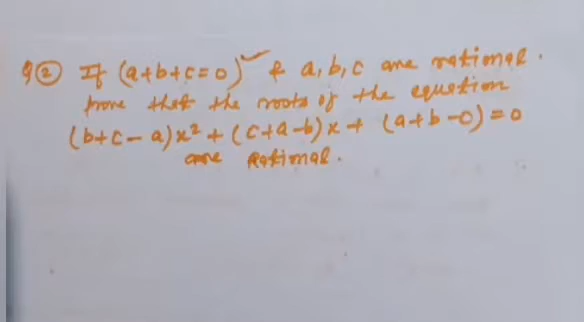 Q② If (a+b+c=0) & a, b, c are rational.
prove that the roots of the equation
(b+c-a)x² + (c+a-b)x + (a+b-c)=0
are rational.